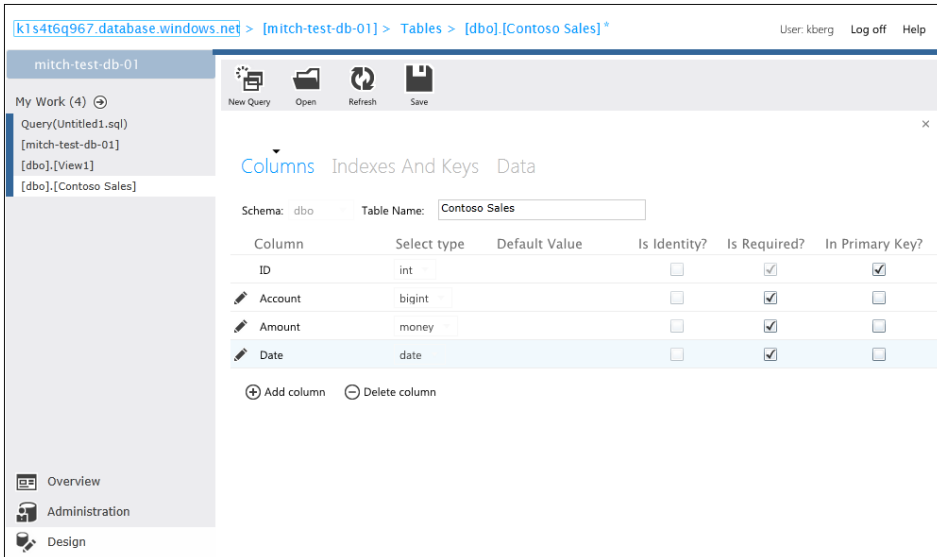 k1s4t6q967.database.windows.net > [mitch-test-db-01] > Tables > [dbo].[Contoso Sales] *
User: kberg Log off Help
mitch-test-db-01
My Work (4)
Query(Untitled1.sql)
[mitch-test-db-01]
[dbo].[View1]
[dbo].[Contoso Sales]
New Query Open Refresh Save
Columns Indexes And Keys Data
Schema: dbo Table Name: Contoso Sales
Column Select type Default Value Is Identity? Is Required? In Primary Key?
ID int
Account bigint
Amount money
Date date
Add column Delete column
Overview
Administration
Design